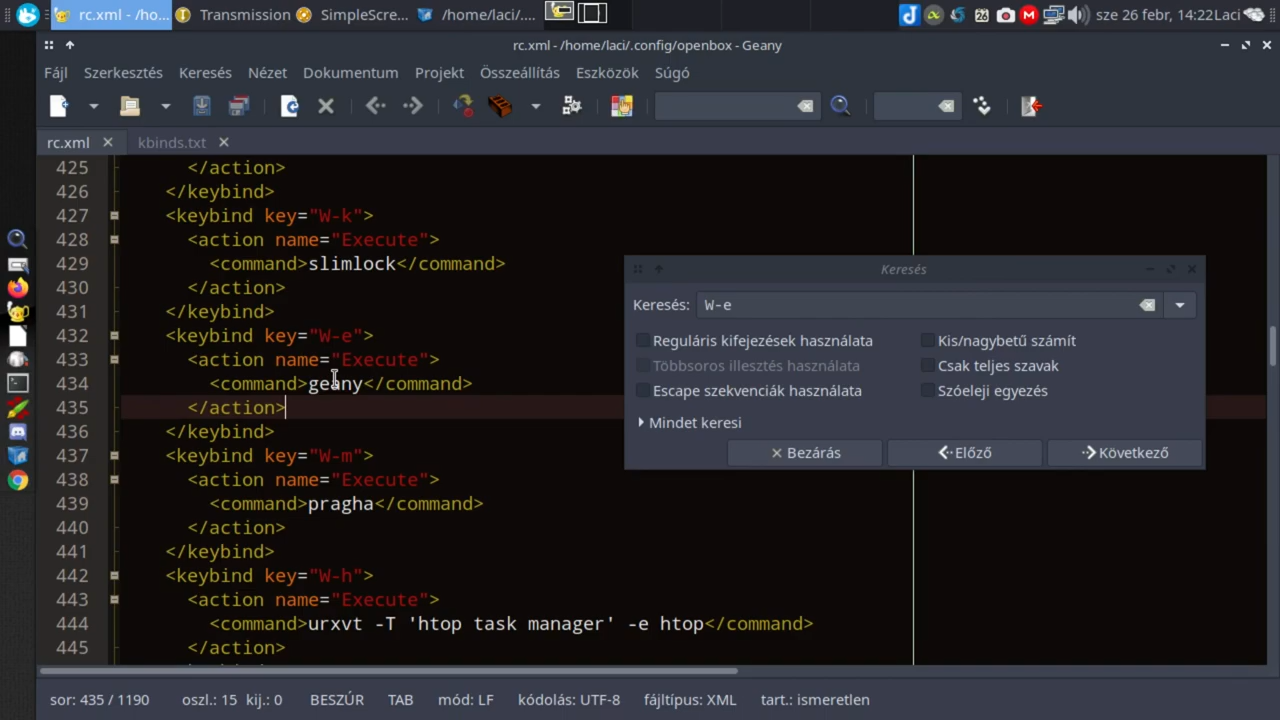 rc.xml - /ho...
Transmission
SimpleScre...
/home/laci/....
26
sze 26 febr, 14:22
Laci
rc.xml - /home/laci/.config/openbox - Geany
Fájl Szerkesztés Keresés Nézet Dokumentum Projekt Összeállítás Eszközök Súgó
rc.xml kbinds.txt
425 </action>
426 </keybind>
427 <keybind key="W-k">
428 <action name="Execute">
429 <command>slimlock</command>
430 </action>
431 </keybind>
432 <keybind key="W-e">
433 <action name="Execute">
434 <command>geany</command>
435 </action>
436 </keybind>
437 <keybind key="W-m">
438 <action name="Execute">
439 <command>pragha</command>
440 </action>
441 </keybind>
442 <keybind key="W-h">
443 <action name="Execute">
444 <command>urxvt -T 'htop task manager' -e htop</command>
445 </action>
Keresés
Keresés: W-e
Reguláris kifejezések használata
Kis/nagybetű számít
Többsoros illesztés használata
Csak teljes szavak
Escape szekvenciák használata
Szóeleji egyezés
Mindet keresi
Bezárás Előző Következő
sor: 435 / 1190 oszl.: 15 kij.: 0 BESZÚR TAB mód: LF kódolás: UTF-8 fájltípus: XML tart.: ismeretlen